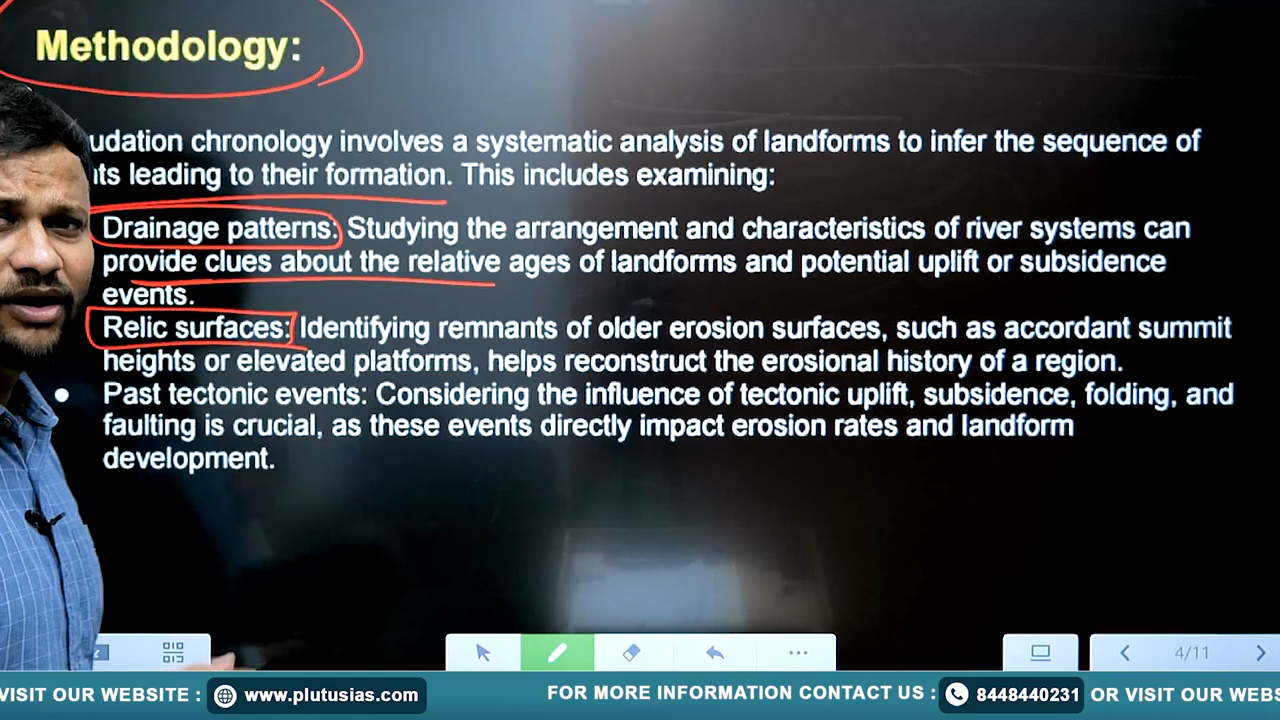 Methodology:
udation chronology involves a systematic analysis of landforms to infer the sequence of
nts leading to their formation. This includes examining:
Drainage patterns: Studying the arrangement and characteristics of river systems can
provide clues about the relative ages of landforms and potential uplift or subsidence
events.
Relic surfaces: Identifying remnants of older erosion surfaces, such as accordant summit
heights or elevated platforms, helps reconstruct the erosional history of a region.
• Past tectonic events: Considering the influence of tectonic uplift, subsidence, folding, and
faulting is crucial, as these events directly impact erosion rates and landform
development.
4/11
VISIT OUR WEBSITE : www.plutusias.com FOR MORE INFORMATION CONTACT US : 8448440231 OR VISIT OUR WEBS